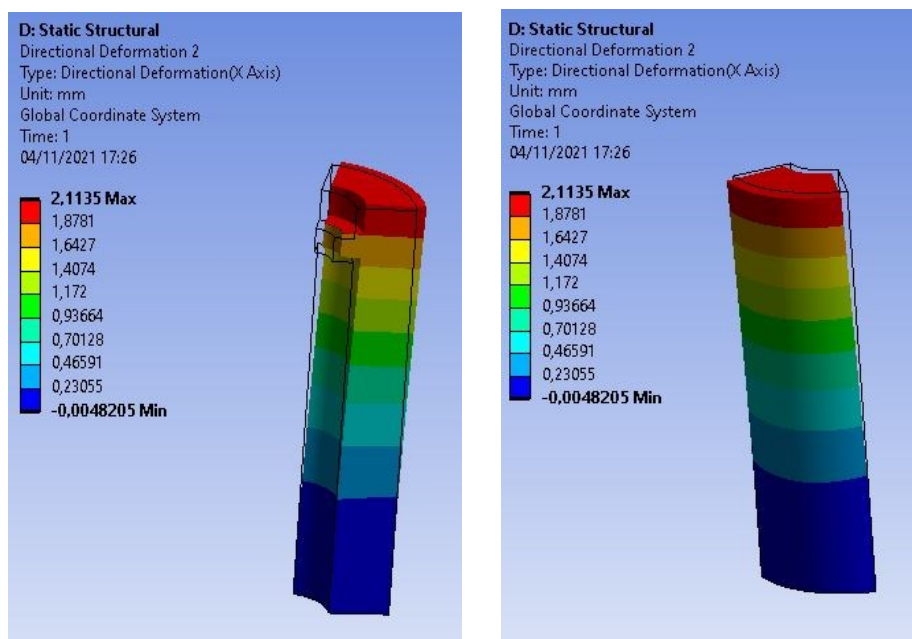 D: Static Structural
Directional Deformation 2
Type: Directional Deformation(X Axis)
Unit: mm
Global Coordinate System
Time: 1
04/11/2021 17:26
2,1135 Max
1,8781
1,6427
1,4074
1,172
0,93664
0,70128
0,46591
0,23055
-0,0048205 Min
D: Static Structural
Directional Deformation 2
Type: Directional Deformation(X Axis)
Unit: mm
Global Coordinate System
Time: 1
04/11/2021 17:26
2,1135 Max
1,8781
1,6427
1,4074
1,172
0,93664
0,70128
0,46591
0,23055
-0,0048205 Min